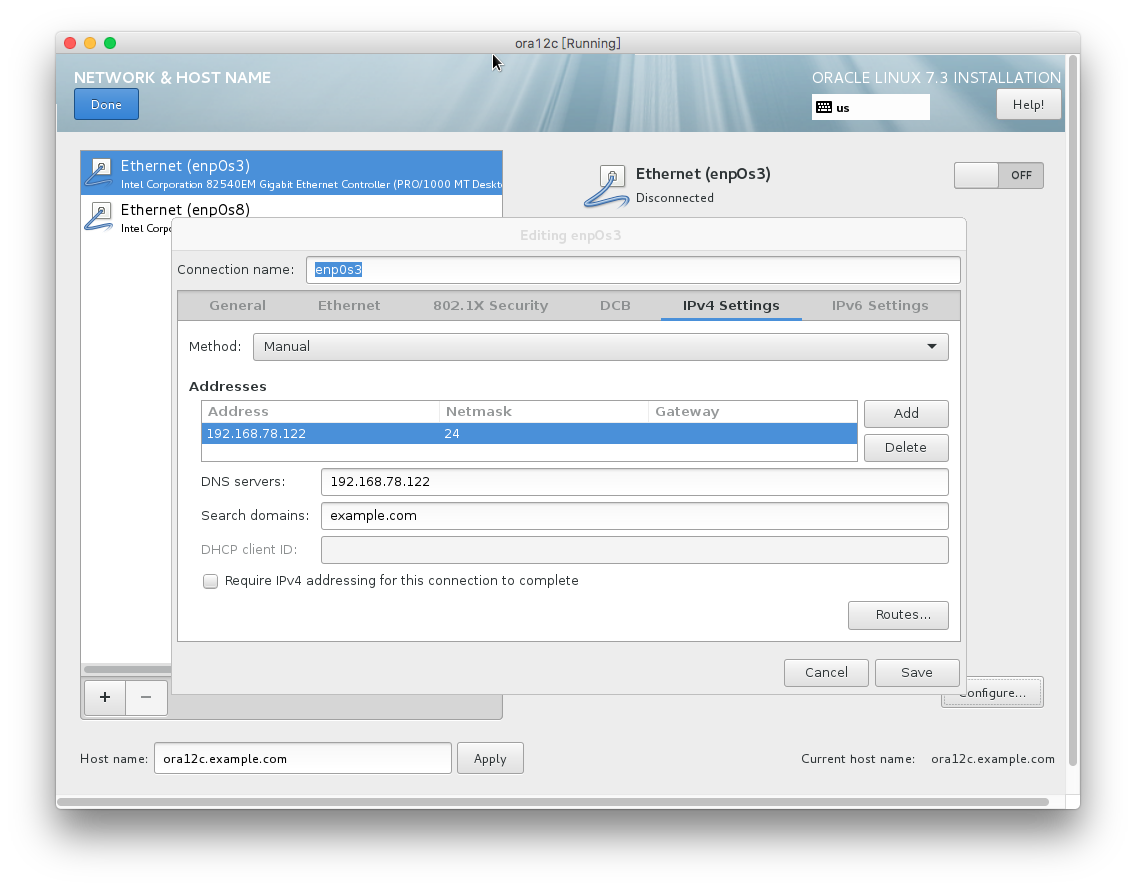 ora12c [Running]
NETWORK & HOST NAME
ORACLE LINUX 7.3 INSTALLATION
Done
us
Help!
Ethernet (enp0s3)
Intel Corporation 82540EM Gigabit Ethernet Controller (PRO/1000 MT Deskt
Ethernet (enp0s3)
Disconnected
OFF
Ethernet (enp0s8)
Intel Corp
Editing enp0s3
Connection name: enp0s3
General Ethernet 802.1X Security DCB IPv4 Settings IPv6 Settings
Method: Manual
Addresses
Address Netmask Gateway
192.168.78.122 24
Add
Delete
DNS servers: 192.168.78.122
Search domains: example.com
DHCP client ID:
Require IPv4 addressing for this connection to complete
Routes...
Cancel Save
+ −
Configure...
Host name: ora12c.example.com Apply
Current host name: ora12c.example.com